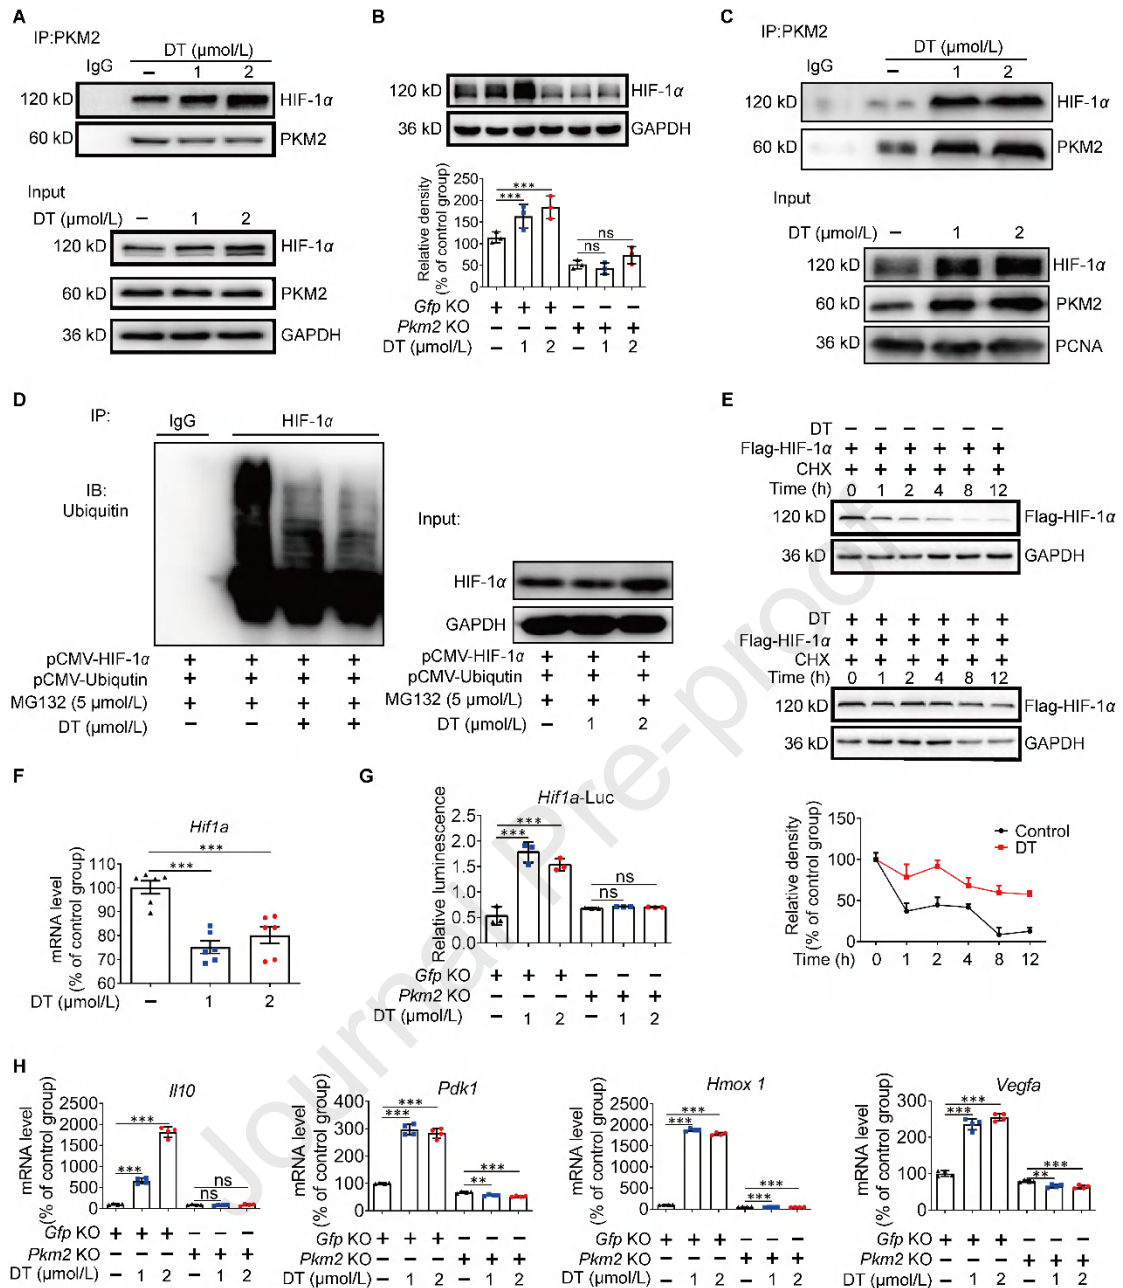 A
IP:PKM2
DT (μmol/L)
IgG
– 1 2
120 kD HIF-1α
60 kD PKM2
Input
DT (μmol/L) – 1 2
120 kD HIF-1α
60 kD PKM2
36 kD GAPDH
B
120 kD HIF-1α
36 kD GAPDH
Relative density
(% of control group)
250
200
150
100
50
0
***
***
ns
ns
Gfp KO + + + – – –
Pkm2 KO – – – + + +
DT (μmol/L) – 1 2 – 1 2
C
IP:PKM2
DT (μmol/L)
IgG
– 1 2
120 kD HIF-1α
60 kD PKM2
Input
DT (μmol/L) – 1 2
120 kD HIF-1α
60 kD PKM2
36 kD PCNA
D
IP: IgG HIF-1α
IB:
Ubiquitin
pCMV-HIF-1α + + + +
pCMV-Ubiqutin + + + +
MG132 (5 μmol/L) + + + +
DT (μmol/L) – – + +
Input:
HIF-1α
GAPDH
pCMV-HIF-1α + + +
pCMV-Ubiqutin + + +
MG132 (5 μmol/L) + + +
DT (μmol/L) – 1 2
E
DT – – – – – –
Flag-HIF-1α + + + + + +
CHX + + + + + +
Time (h) 0 1 2 4 8 12
120 kD Flag-HIF-1α
36 kD GAPDH
DT + + + + + +
Flag-HIF-1α + + + + + +
CHX + + + + + +
Time (h) 0 1 2 4 8 12
120 kD Flag-HIF-1α
36 kD GAPDH
Relative density
(% of control group)
150
100
50
0
Control
DT
Time (h) 0 1 2 4 8 12
F
Hif1a
mRNA level
(% of control group)
110
100
90
80
70
60
***
***
DT (μmol/L) – 1 2
G
Hif1a-Luc
Relative luminescence
2.5
2.0
1.5
1.0
0.5
0.0
***
***
ns
ns
Gfp KO + + + – – –
Pkm2 KO – – – + + +
DT (μmol/L) – 1 2 – 1 2
H
Il10
mRNA level
(% of control group)
2500
2000
1500
1000
500
0
***
***
ns
ns
Gfp KO + + + – – –
Pkm2 KO – – – + + +
DT (μmol/L) – 1 2 – 1 2
Pdk1
mRNA level
(% of control group)
400
300
200
100
0
***
***
***
**
Gfp KO + + + – – –
Pkm2 KO – – – + + +
DT (μmol/L) – 1 2 – 1 2
Hmox 1
mRNA level
(% of control group)
2500
2000
1500
1000
500
0
***
***
***
***
Gfp KO + + + – – –
Pkm2 KO – – – + + +
DT (μmol/L) – 1 2 – 1 2
Vegfa
mRNA level
(% of control group)
300
200
100
0
***
***
***
**
Gfp KO + + + – – –
Pkm2 KO – – – + + +
DT (μmol/L) – 1 2 – 1 2
Journal Pre-proof